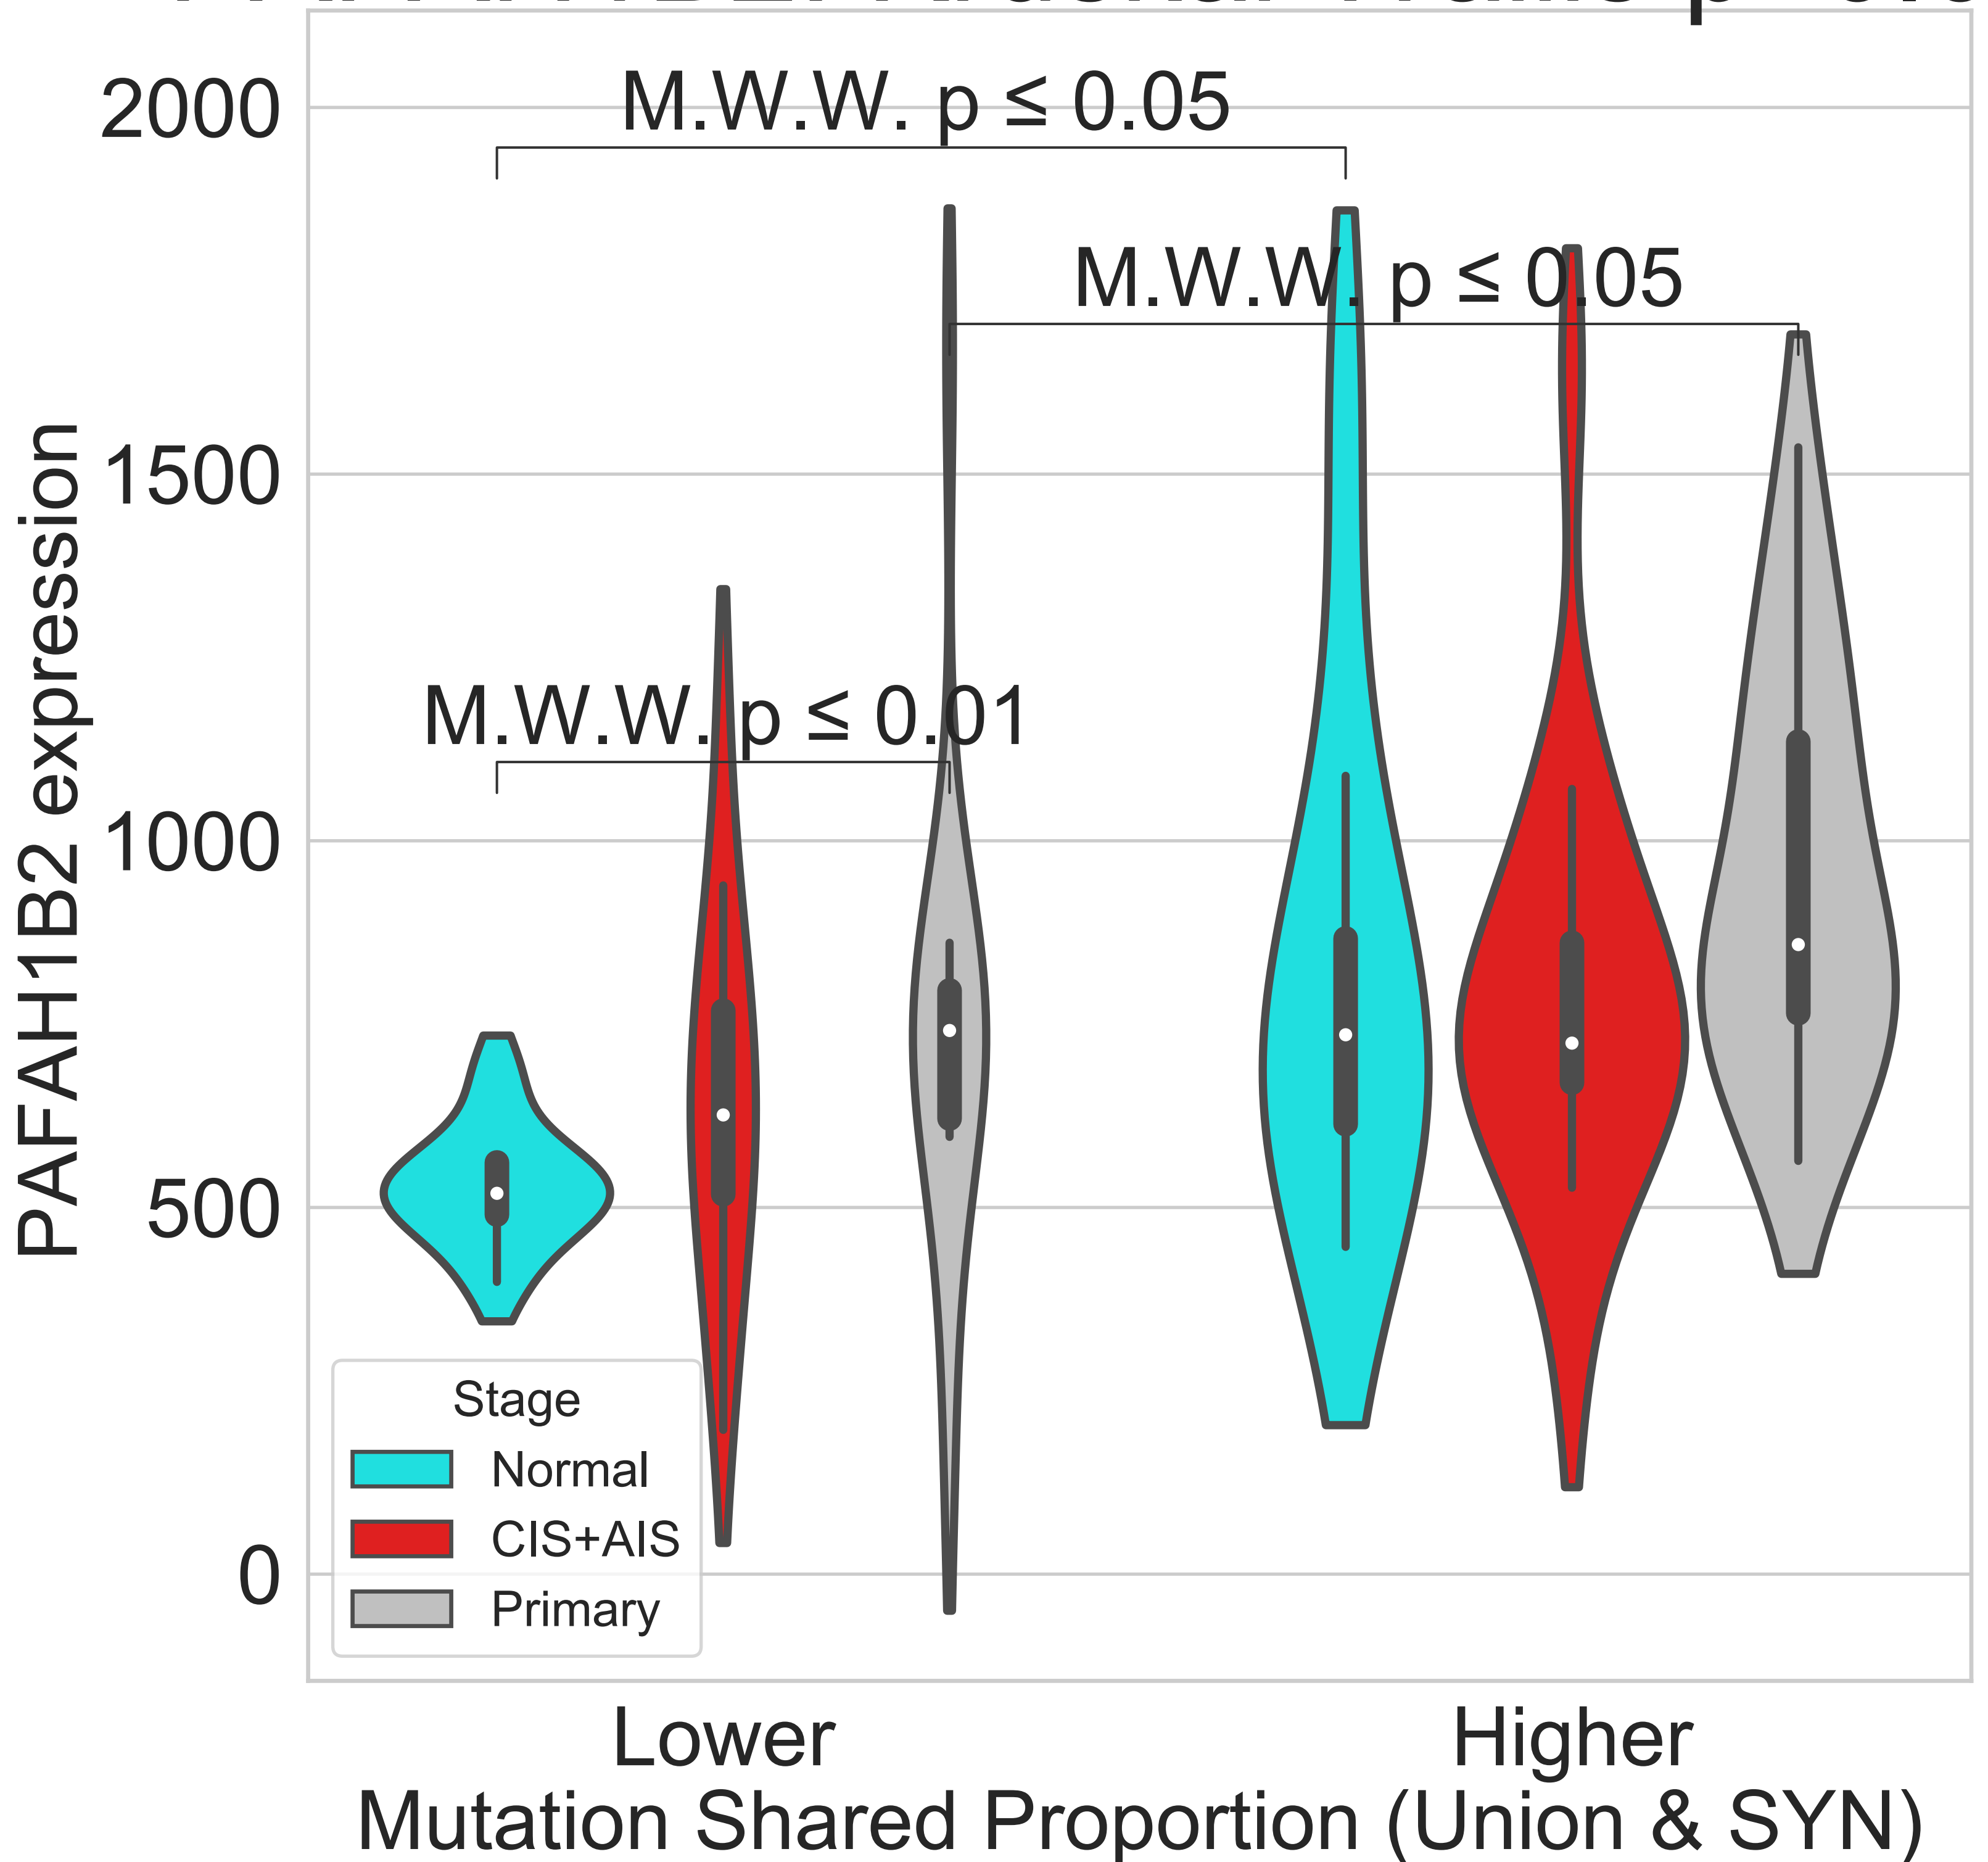 2000
M.W.W. p ≤ 0.05
M.W.W. p ≤ 0.05
1500
M.W.W. p ≤ 0.01
1000
500
0
PAFAH1B2 expression
Stage
Normal
CIS+AIS
Primary
Lower
Higher
Mutation Shared Proportion (Union & SYN)